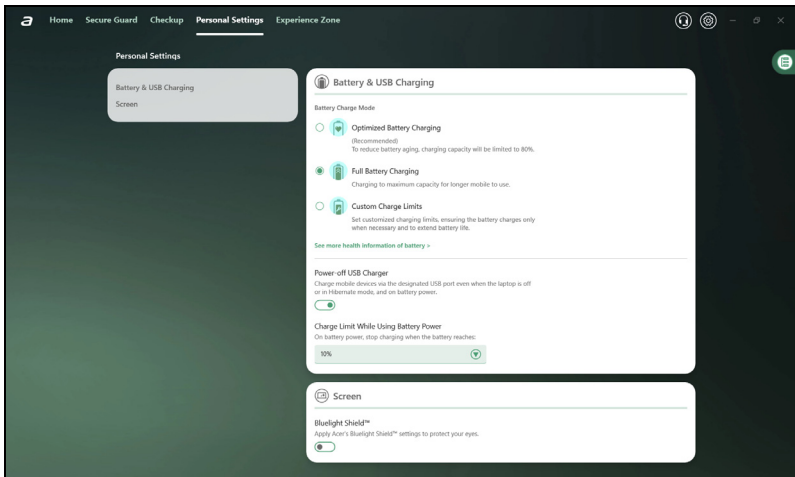 a
Home Secure Guard Checkup Personal Settings Experience Zone
Personal Settings
Battery & USB Charging
Screen
Battery & USB Charging
Battery Charge Mode
Optimized Battery Charging
(Recommended)
To reduce battery aging, charging capacity will be limited to 80%.
Full Battery Charging
Charging to maximum capacity for longer mobile to use.
Custom Charge Limits
Set customized charging limits, ensuring the battery charges only
when necessary and to extend battery life.
See more health information of battery >
Power-off USB Charger
Charge mobile devices via the designated USB port even when the laptop is off
or in Hibernate mode, and on battery power.
Charge Limit While Using Battery Power
On battery power, stop charging when the battery reaches:
10%
Screen
Bluelight Shield™
Apply Acer's Bluelight Shield™ settings to protect your eyes.